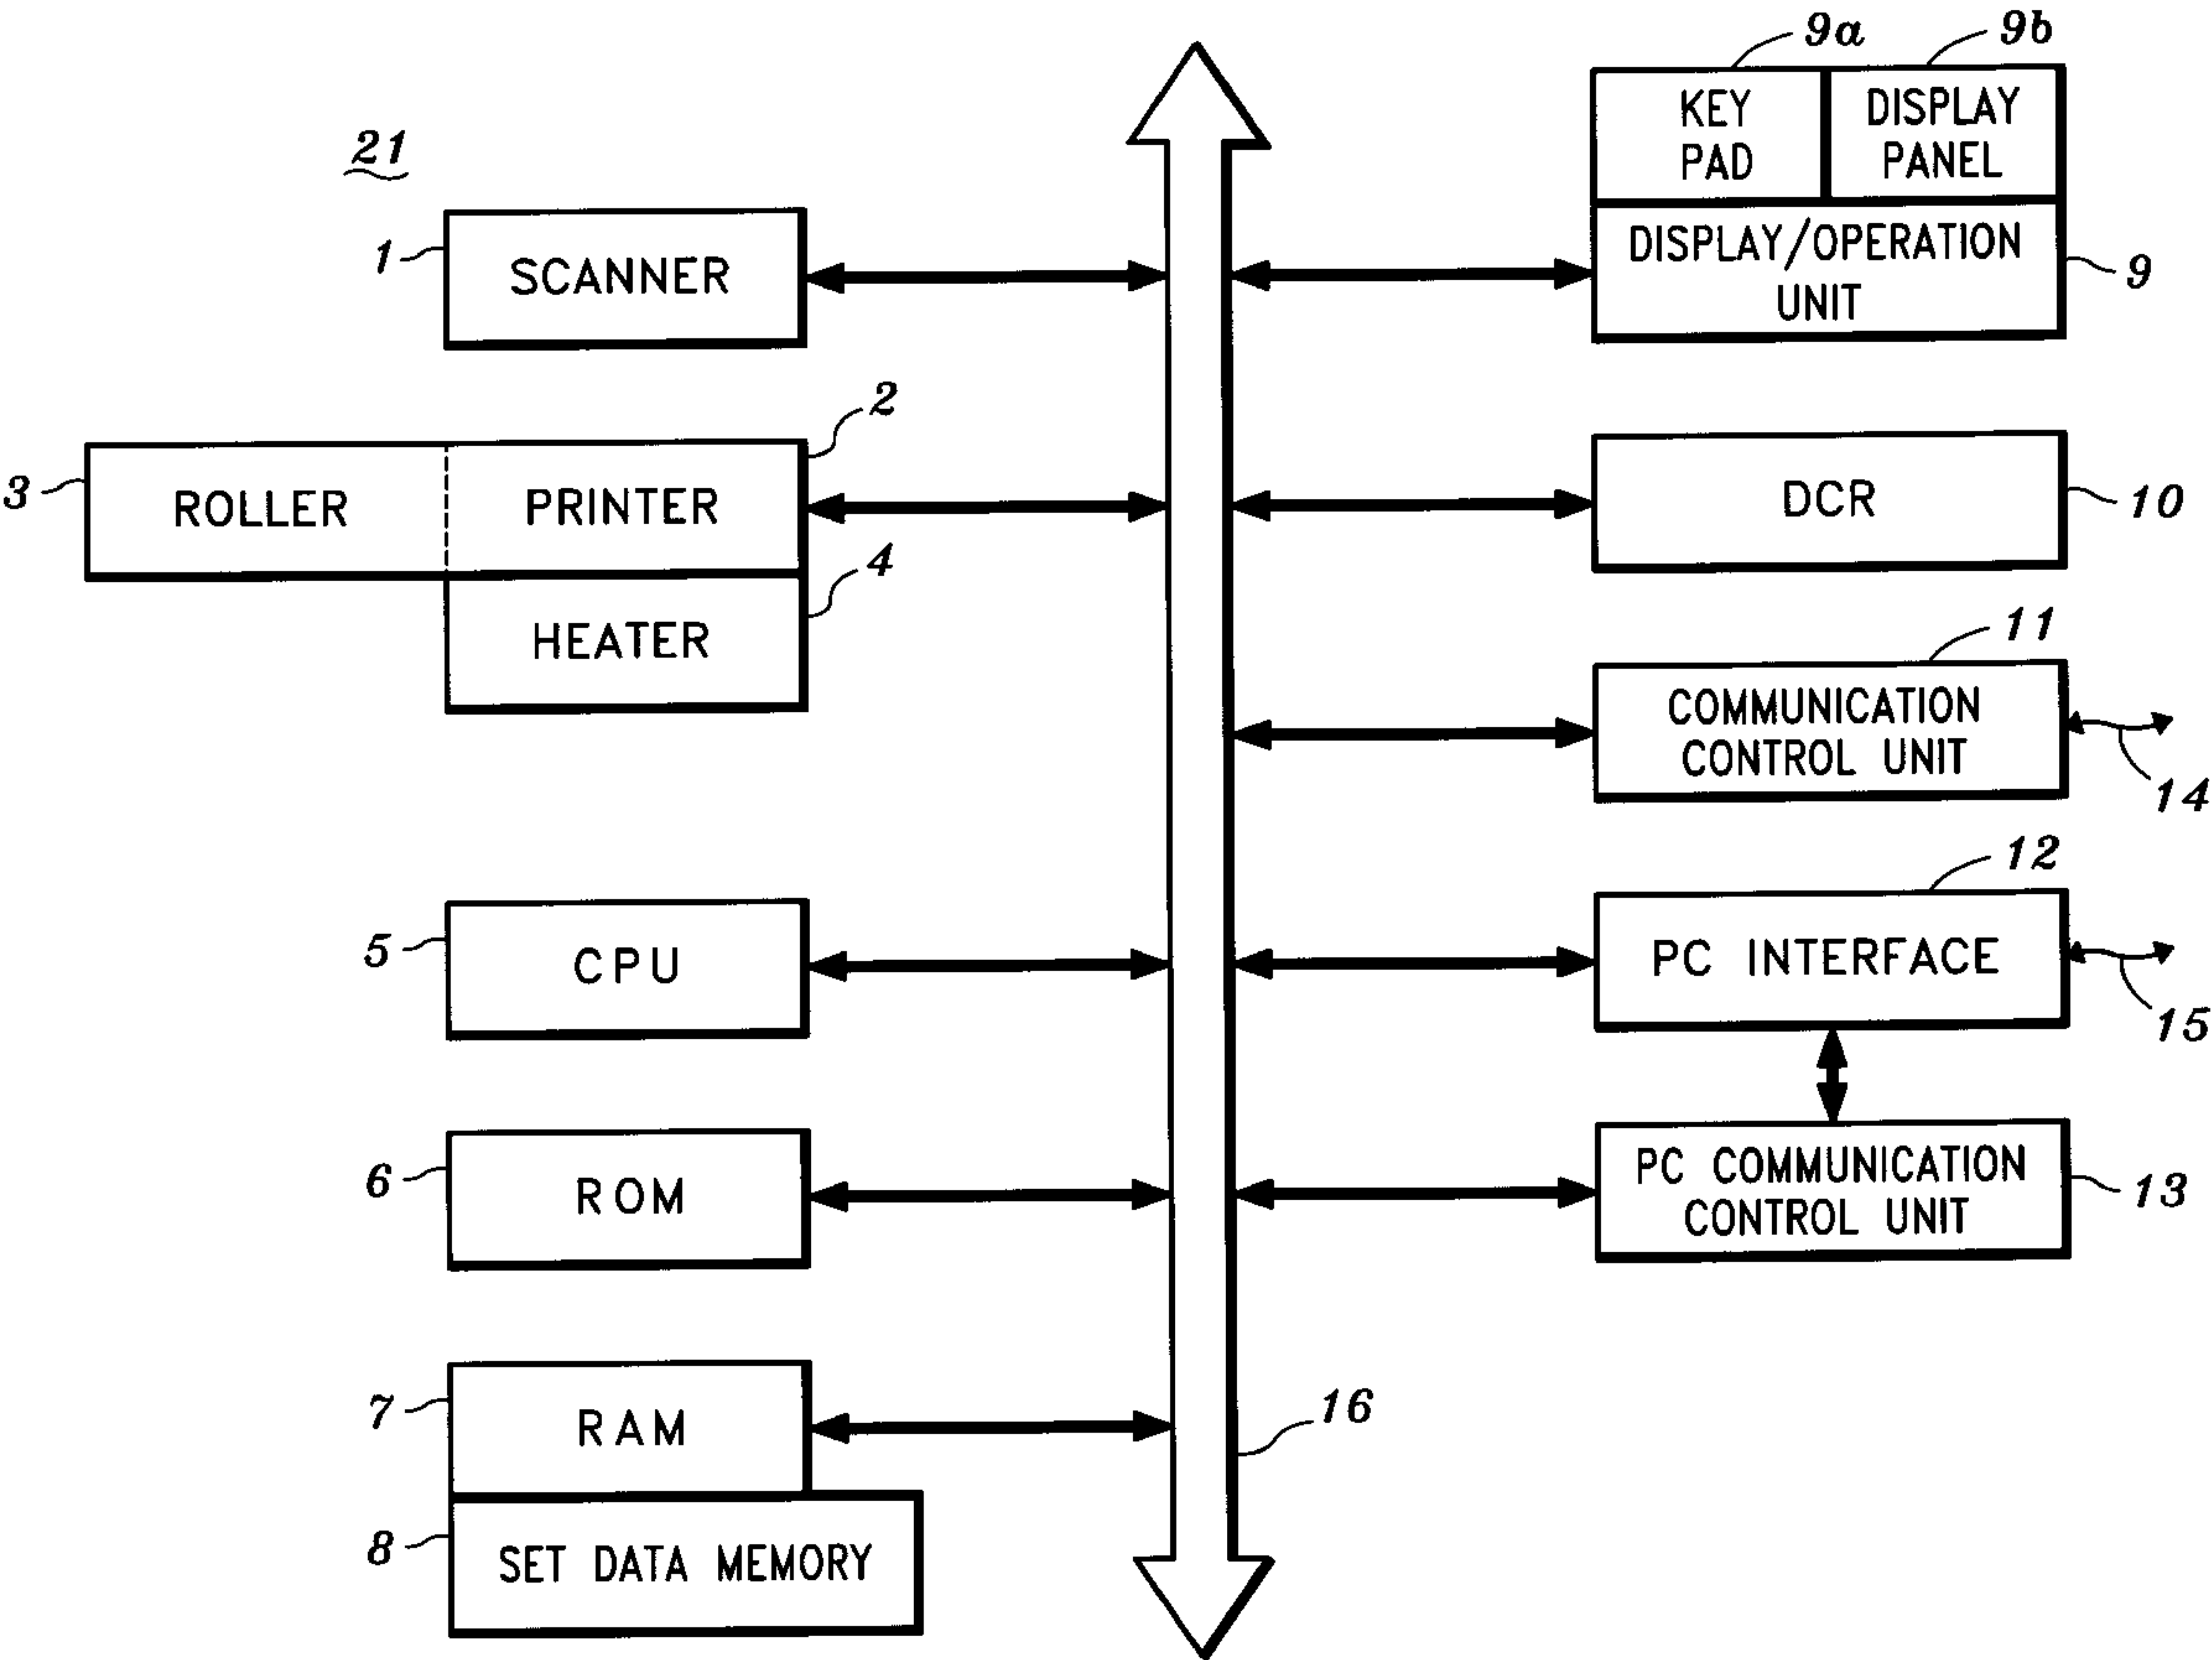 9a
9b
KEY
PAD
DISPLAY
PANEL
21
1
SCANNER
DISPLAY/OPERATION
UNIT
9
2
3
ROLLER
PRINTER
DCR
10
4
HEATER
11
COMMUNICATION
CONTROL UNIT
14
12
5
CPU
PC INTERFACE
15
6
ROM
PC COMMUNICATION
CONTROL UNIT
13
7
RAM
16
8
SET DATA MEMORY